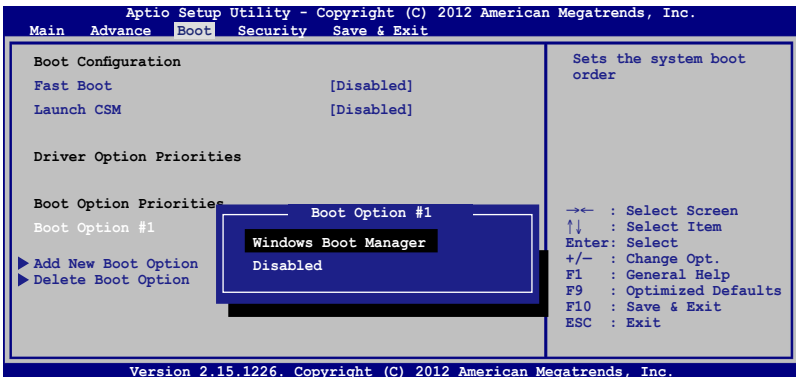 Aptio Setup Utility - Copyright (C) 2012 American Megatrends, Inc.
Main Advance Boot Security Save & Exit
Boot Configuration
Fast Boot [Disabled]
Launch CSM [Disabled]
Driver Option Priorities
Boot Option Priorities
Boot Option #1
Add New Boot Option
Delete Boot Option
Boot Option #1
Windows Boot Manager
Disabled
Sets the system boot
order
→← : Select Screen
↑↓ : Select Item
Enter: Select
+/— : Change Opt.
F1 : General Help
F9 : Optimized Defaults
F10 : Save & Exit
ESC : Exit
Version 2.15.1226. Copyright (C) 2012 American Megatrends, Inc.